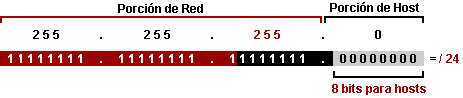 Porción de Red Porción de Host
255 . 255 . 255 . 0
11111111 . 11111111 . 11111111 . 00000000 = / 24
8 bits para hosts